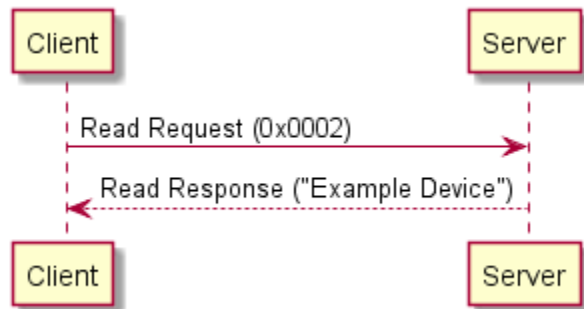 Client
Server
Read Request (0x0002)
Read Response ("Example Device")
Client
Server